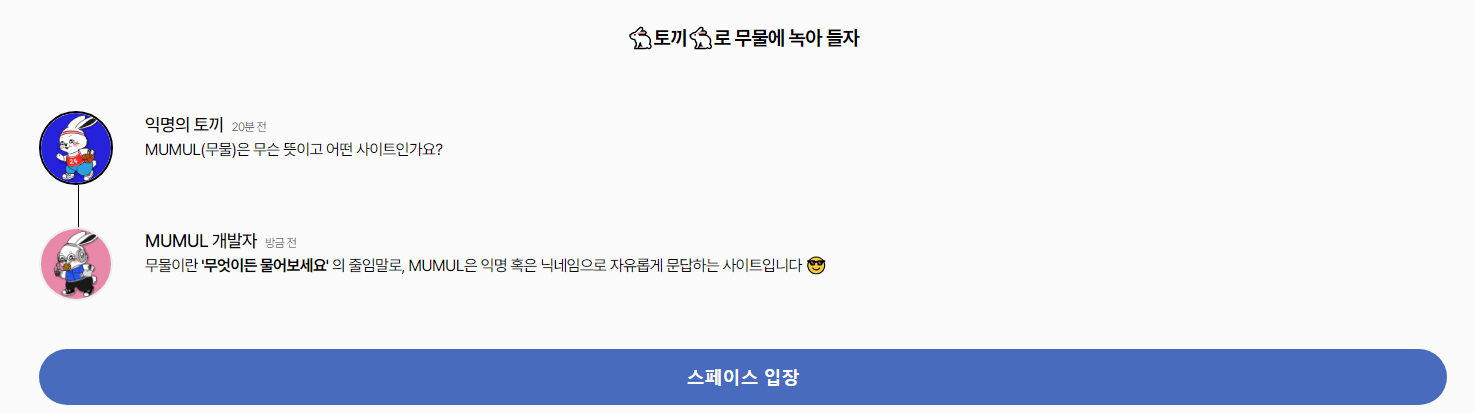 토끼로 무물에 녹아 들자
익명의 토끼 20분 전
MUMUL(무물)은 무슨 뜻이고 어떤 사이트인가요?
MUMUL 개발자 방금 전
무물이란 '무엇이든 물어보세요' 의 줄임말로, MUMUL은 익명 혹은 닉네임으로 자유롭게 문답하는 사이트입니다 😎
스페이스 입장